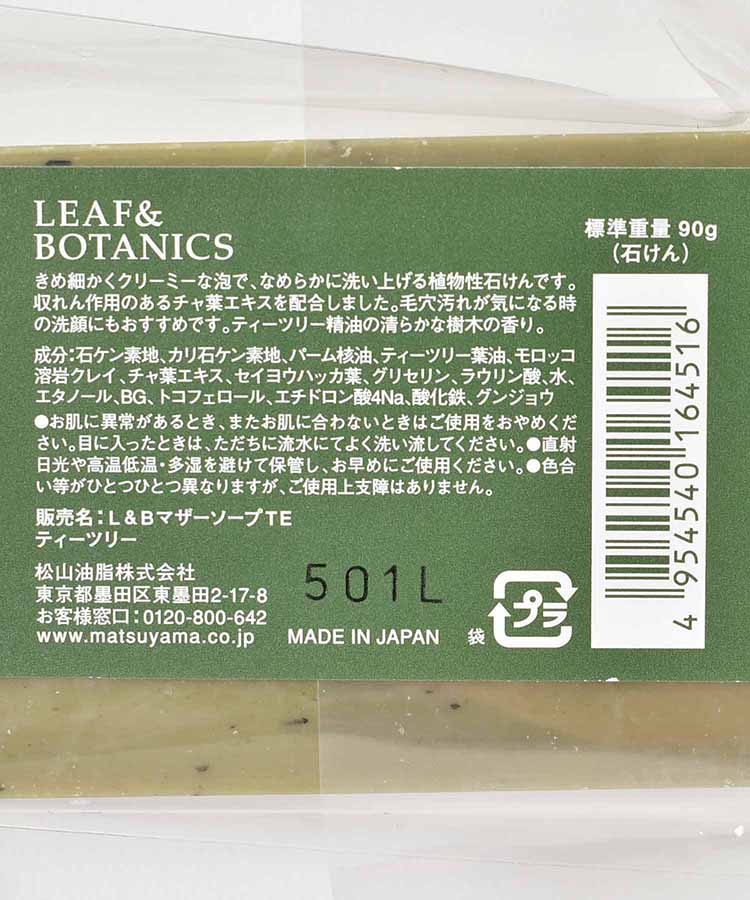 LEAF&
BOTANICS
標準重量 90g
(石けん)
きめ細かくクリーミーな泡で、なめらかに洗い上げる植物性石けんです。
収れん作用のあるチャ葉エキスを配合しました。毛穴汚れが気になる時
の洗顔にもおすすめです。ティーツリー精油の清らかな樹木の香り。
成分:石ケン素地、カリ石ケン素地、パーム核油、ティーツリー葉油、モロッコ
溶岩クレイ、チャ葉エキス、セイヨウハッカ葉、グリセリン、ラウリン酸、水、
エタノール、BG、トコフェロール、エチドロン酸4Na、酸化鉄、グンジョウ
●お肌に異常があるとき、またお肌に合わないときはご使用をおやめくだ
さい。目に入ったときは、ただちに流水にてよく洗い流してください。●直射
日光や高温低温・多湿を避けて保管し、お早めにご使用ください。●色合
い等がひとつひとつ異なりますが、ご使用上支障はありません。
販売名:L&BマザーソープTE
ティーツリー
松山油脂株式会社
東京都墨田区東墨田2-17-8
お客様窓口:0120-800-642
www.matsuyama.co.jp
501L
MADE IN JAPAN
袋
プラ
4954540164516